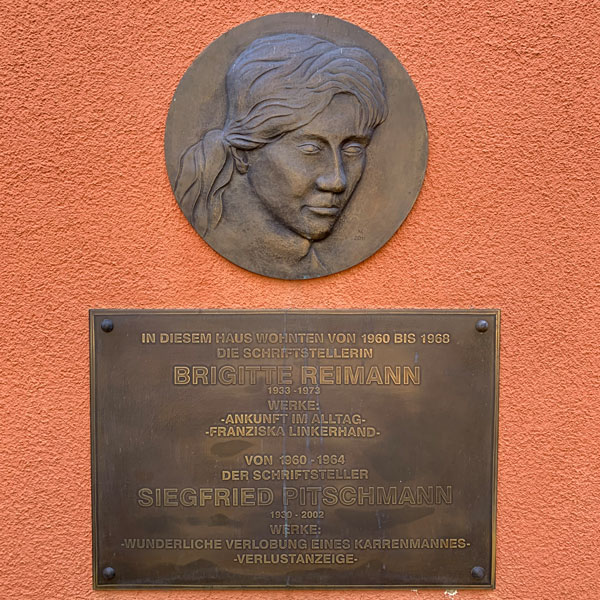 IN DIESEM HAUS WOHNTEN VON 1960 BIS 1968
DIE SCHRIFTSTELLERIN
BRIGITTE REIMANN
1933 - 1973
WERKE:
-ANKUNFT IM ALLTAG-
-FRANZISKA LINKERHAND-
VON 1960 - 1964
DER SCHRIFTSTELLER
SIEGFRIED PITSCHMANN
1930 - 2002
WERKE:
-WUNDERLICHE VERLOBUNG EINES KARRENMANNES-
-VERLUSTANZEIGE-